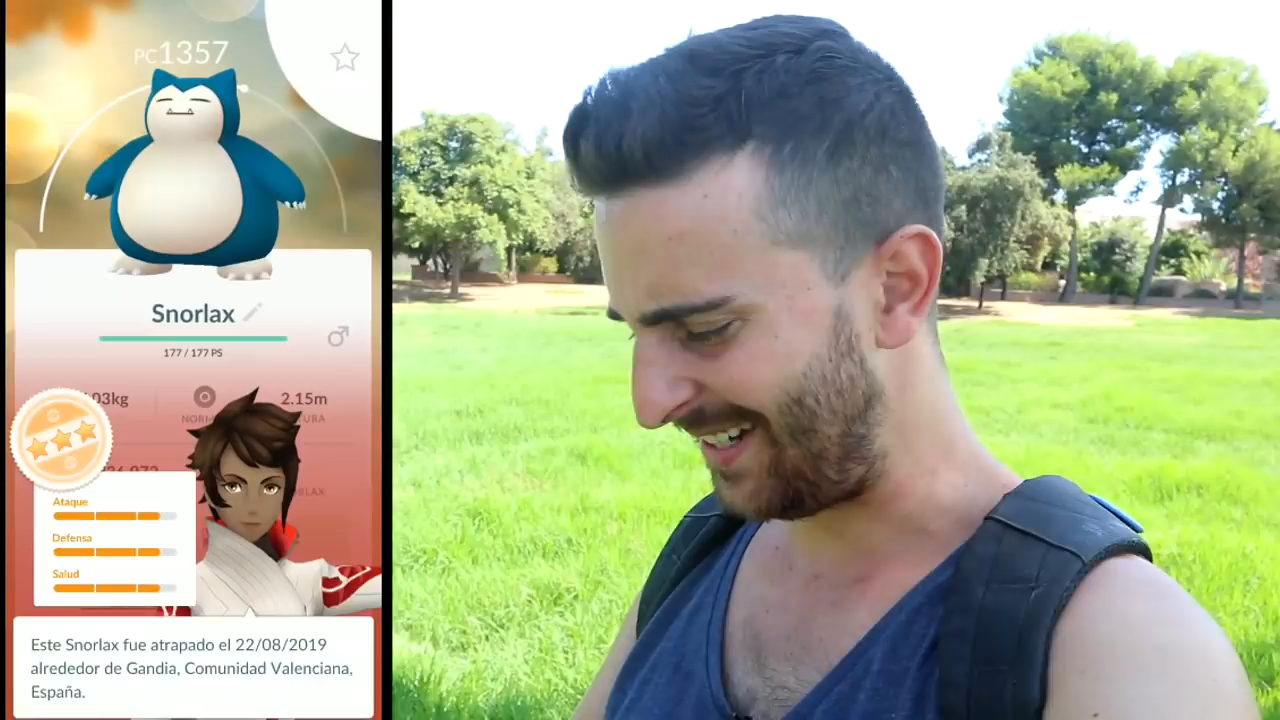 PC1357
Snorlax
177 / 177 PS
03kg
2.15m
Ataque
Defensa
Salud
Este Snorlax fue atrapado el 22/08/2019
alrededor de Gandia, Comunidad Valenciana,
España.